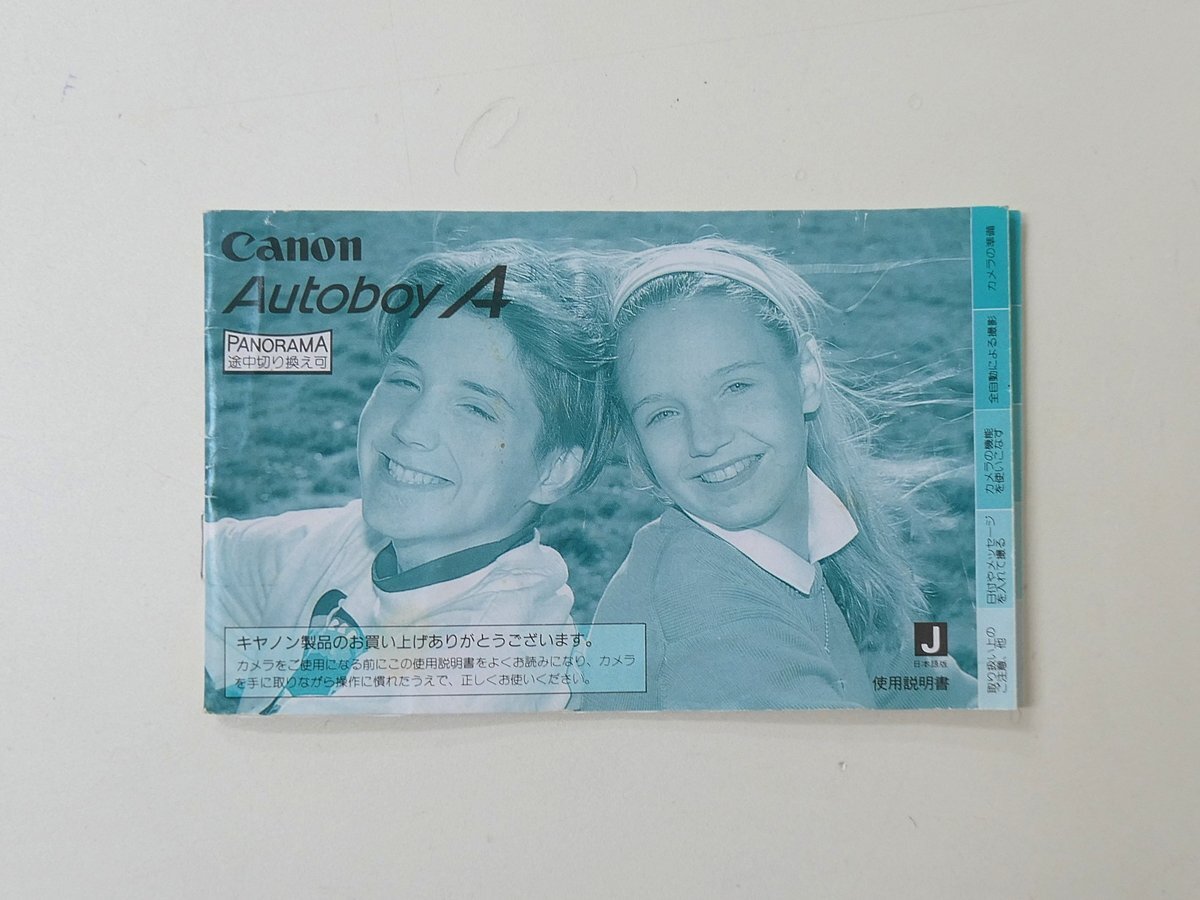 Canon
Autoboy A
PANORAMA
途中切り換え可
キヤノン製品のお買い上げありがとうございます。
カメラをご使用になる前にこの使用説明書をよくお読みになり、カメラ
を手に取りながら操作に慣れたうえで、正しくお使いください。
J
日本語版
使用説明書
カメラの準備
全自動による撮影
カメラの機能
を使いこなす
日付やメッセージ
を入れて撮る
取り扱い上の
ご注意、他